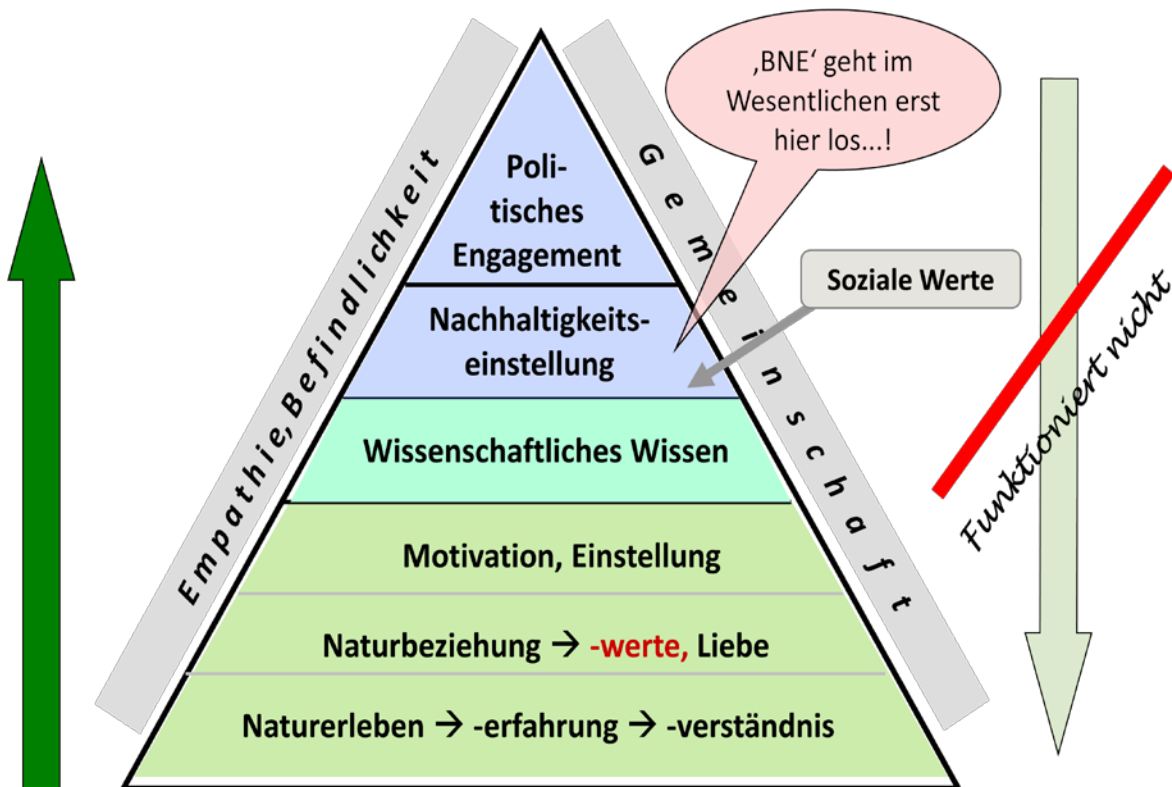 ‚BNE‘ geht im
Wesentlichen erst
hier los...!
Poli-
tisches
Engagement
Soziale Werte
Nachhaltigkeits-
einstellung
Wissenschaftliches Wissen
Motivation, Einstellung
Naturbeziehung → -werte, Liebe
Naturerleben → -erfahrung → -verständnis
Empathie, Befindlichkeit
Gemeinschaft
Funktioniert nicht